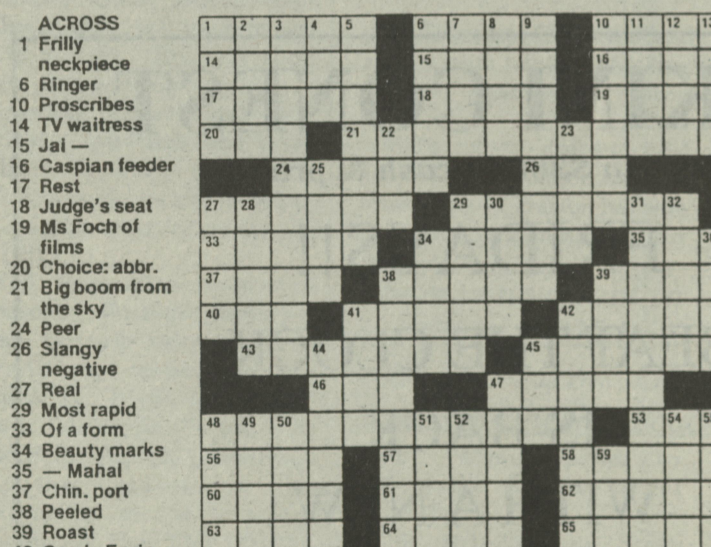 ACROSS
1 Frilly
neckpiece
6 Ringer
10 Proscribes
14 TV waitress
15 Jai —
16 Caspian feeder
17 Rest
18 Judge's seat
19 Ms Foch of
films
20 Choice: abbr.
21 Big boom from
the sky
24 Peer
26 Slangy
negative
27 Real
29 Most rapid
33 Of a form
34 Beauty marks
35 — Mahal
37 Chin. port
38 Peeled
39 Roast
1 2 3 4 5 6 7 8 9 10 11 12 13
14 15 16
17 18 19
20 21 22 23
24 25 26
27 28 29 30 31 32
33 34 35 36
37 38 39
40 41 42
43 44 45
46 47
48 49 50 51 52 53 54 55
56 57 58 59
60 61 62
63 64 65